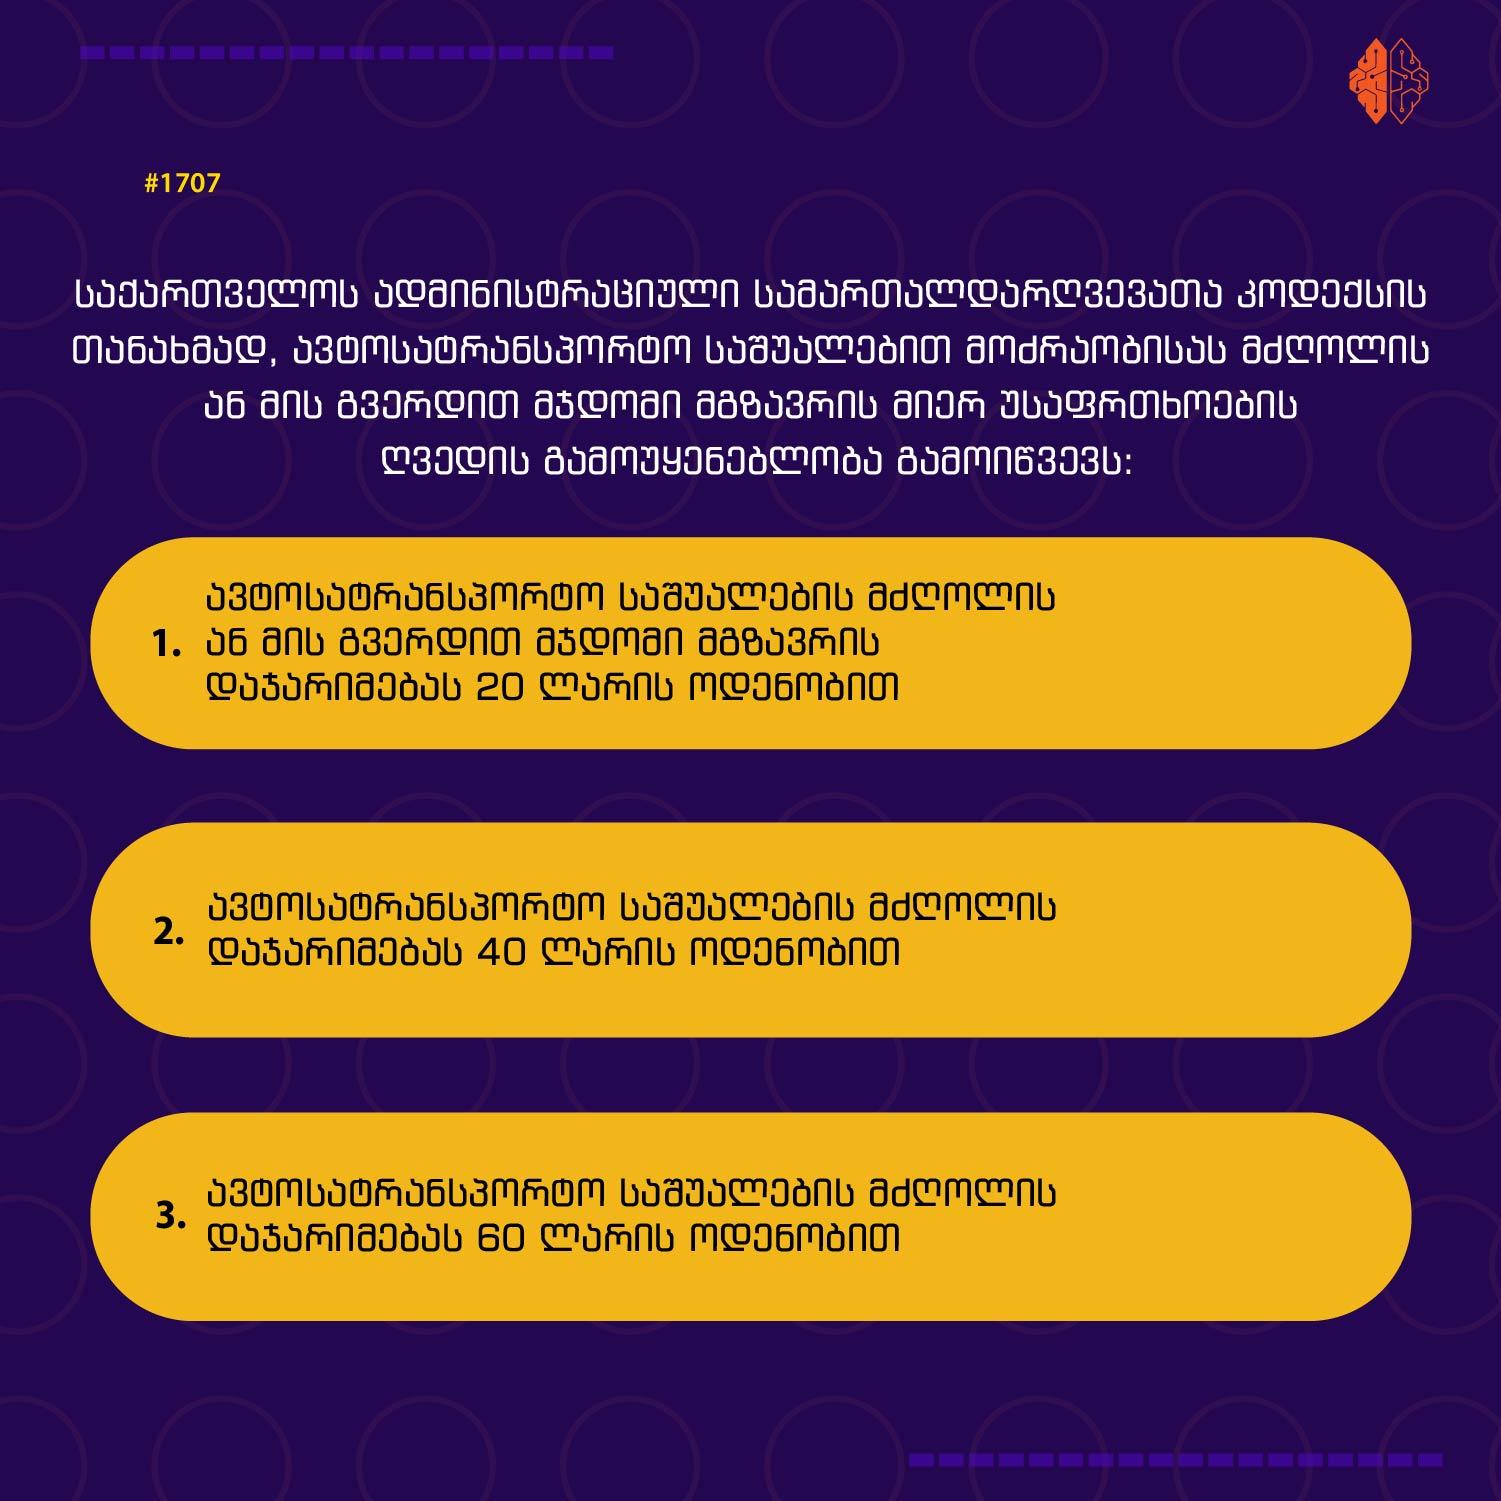 #1707
საქართველოს ადმინისტრაციული სამართალდარღვევათა კოდექსის
თანახმად, ავტოსატრანსპორტო საშუალებით მოძრაობისას მძღოლის
ან მის გვერდით მჯდომი მგზავრის მიერ უსაფრთხოების
ღვედის გამოუყენებლობა გამოიწვევს:
1. ავტოსატრანსპორტო საშუალების მძღოლის
ან მის გვერდით მჯდომი მგზავრის
დაჯარიმებას 20 ლარის ოდენობით
2. ავტოსატრანსპორტო საშუალების მძღოლის
დაჯარიმებას 40 ლარის ოდენობით
3. ავტოსატრანსპორტო საშუალების მძღოლის
დაჯარიმებას 60 ლარის ოდენობით